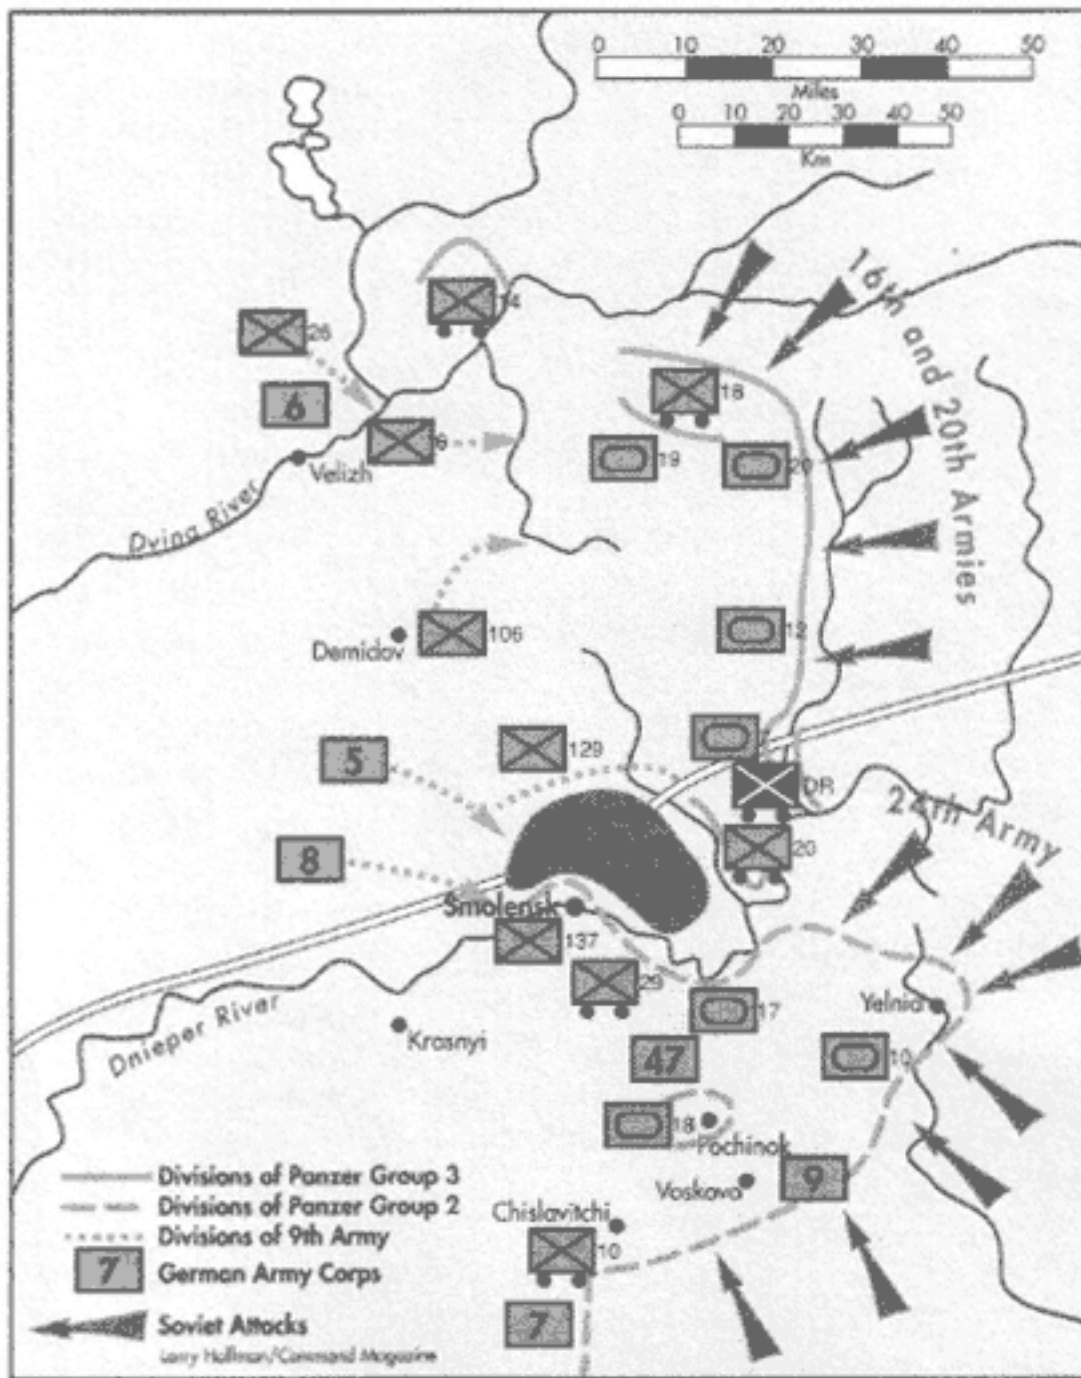 0 10 20 30 40 50
Miles
0 10 20 30 40 50
Km
14
26
6
6
Velizh
18
19
20
16th and 20th Armies
Dvina River
Demidov
106
12
5
129
DR
24th Army
8
20
Smolensk
137
29
17
Yelnia
Dnieper River
Krasnyi
47
10
18
Pochinok
Voskova
9
Chislavitchi
10
7
Divisions of Panzer Group 3
Divisions of Panzer Group 2
Divisions of 9th Army
7 German Army Corps
Soviet Attacks
Larry Hoffman/Command Magazine